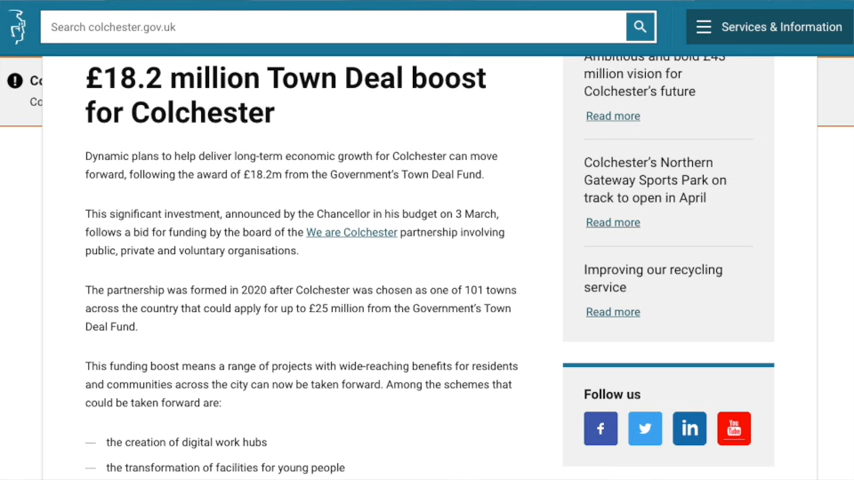 Search colchester.gov.uk
Services & Information
Co
Co
£18.2 million Town Deal boost
for Colchester
Dynamic plans to help deliver long-term economic growth for Colchester can move
forward, following the award of £18.2m from the Government's Town Deal Fund.
This significant investment, announced by the Chancellor in his budget on 3 March,
follows a bid for funding by the board of the We are Colchester partnership involving
public, private and voluntary organisations.
The partnership was formed in 2020 after Colchester was chosen as one of 101 towns
across the country that could apply for up to £25 million from the Government's Town
Deal Fund.
This funding boost means a range of projects with wide-reaching benefits for residents
and communities across the city can now be taken forward. Among the schemes that
could be taken forward are:
— the creation of digital work hubs
— the transformation of facilities for young people
Ambitious and bold £43
million vision for
Colchester's future
Read more
Colchester's Northern
Gateway Sports Park on
track to open in April
Read more
Improving our recycling
service
Read more
Follow us
f
in
You
Tube